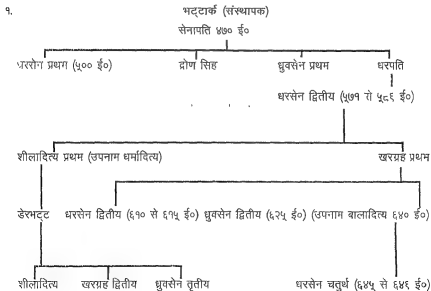 १. भट्टार्क (संस्थापक)
सेनापति ४७० ई०
धरसेन प्रथम (५०० ई०) द्रोण सिंह ध्रुवसेन प्रथम धरपति
धरसेन द्वितीय (५७१ से ५८६ ई०)
शीलादित्य प्रथम (उपनाम धर्मादित्य) खरग्रह प्रथम
डेरभट्ट धरसेन द्वितीय (६१० से ६१५ ई०) ध्रुवसेन द्वितीय (६२५ ई०) (उपनाम बालादित्य ६४० ई०)
शीलादित्य खरग्रह द्वितीय ध्रुवसेन तृतीय धरसेन चतुर्थ (६४५ से ६४६ ई०)